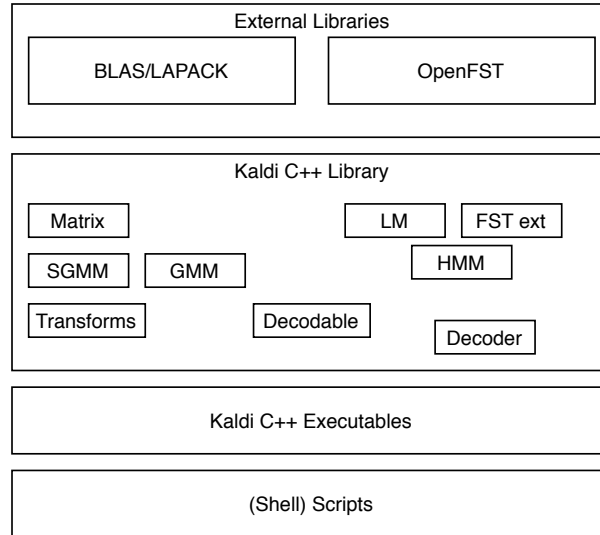 External Libraries
BLAS/LAPACK
OpenFST
Kaldi C++ Library
Matrix
LM
FST ext
SGMM
GMM
HMM
Transforms
Decodable
Decoder
Kaldi C++ Executables
(Shell) Scripts